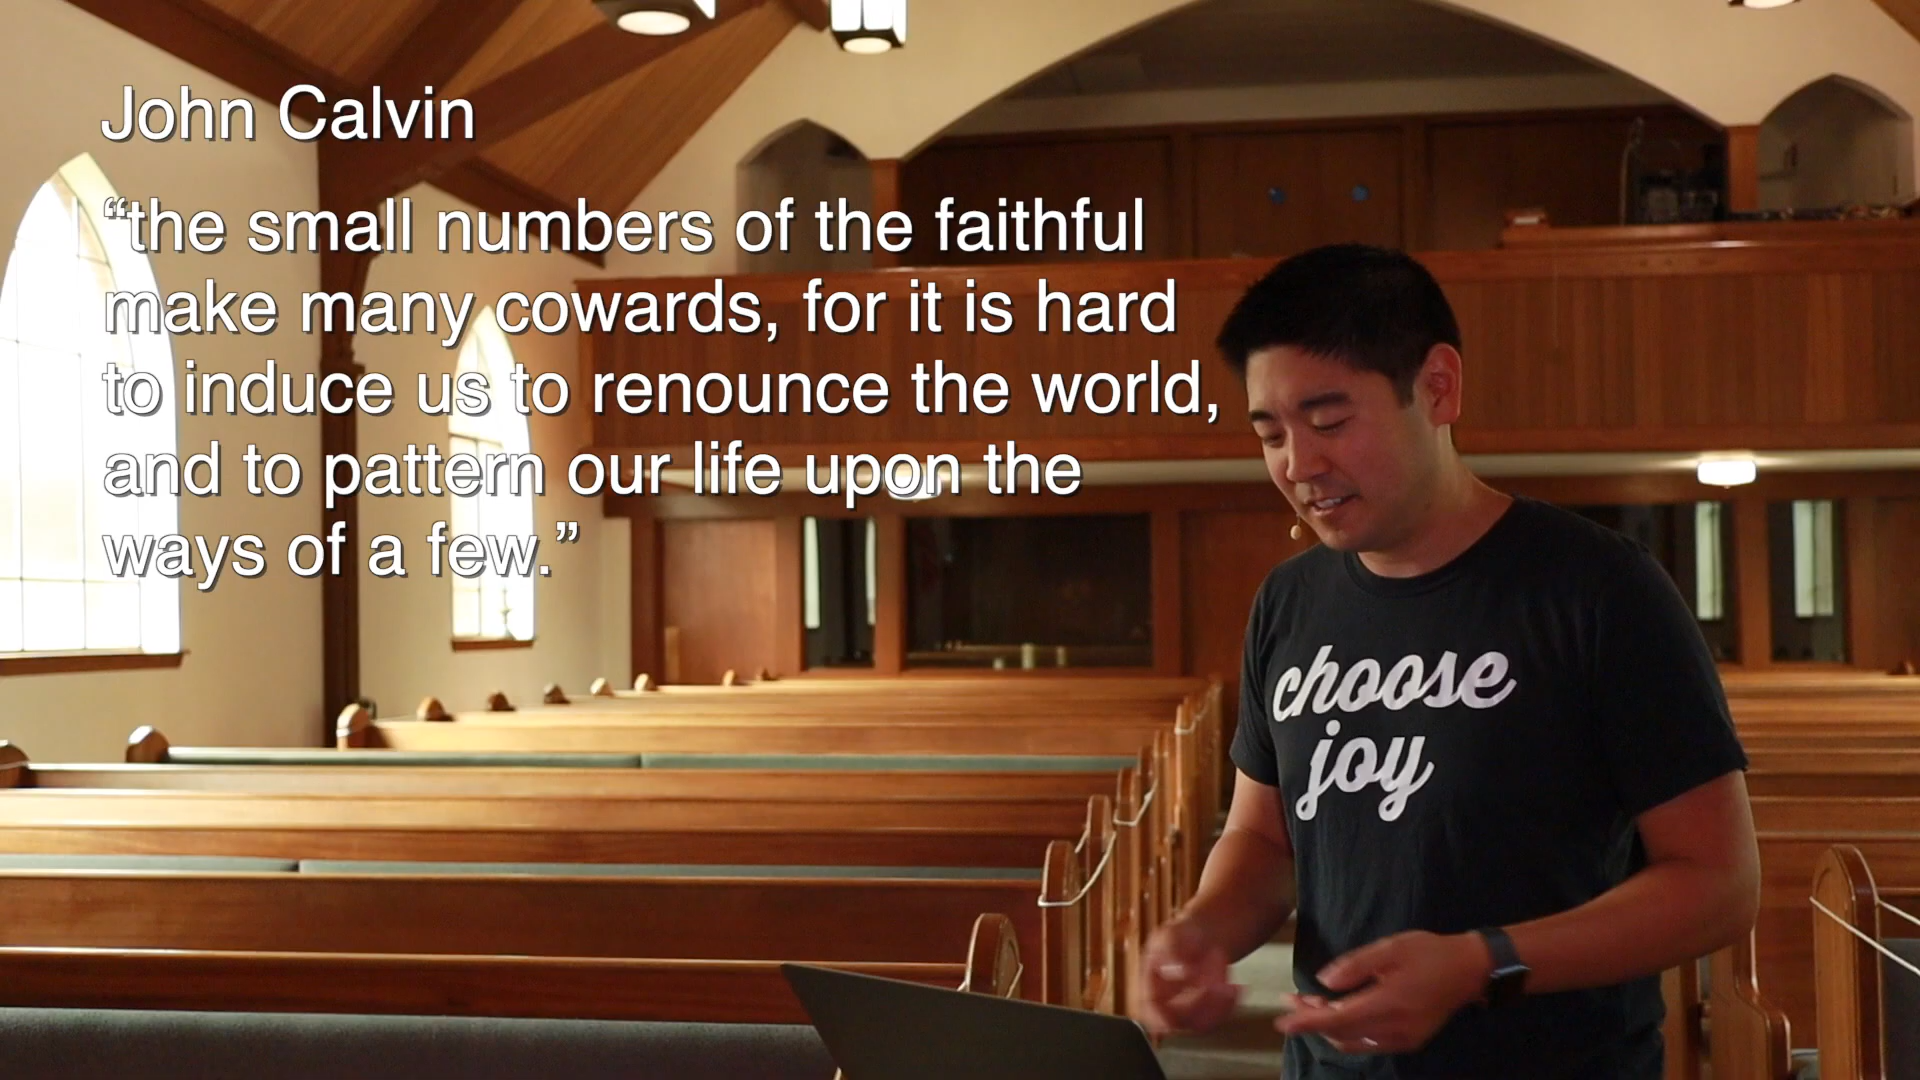 John Calvin
“the small numbers of the faithful
make many cowards, for it is hard
to induce us to renounce the world,
and to pattern our life upon the
ways of a few.”
choose
joy